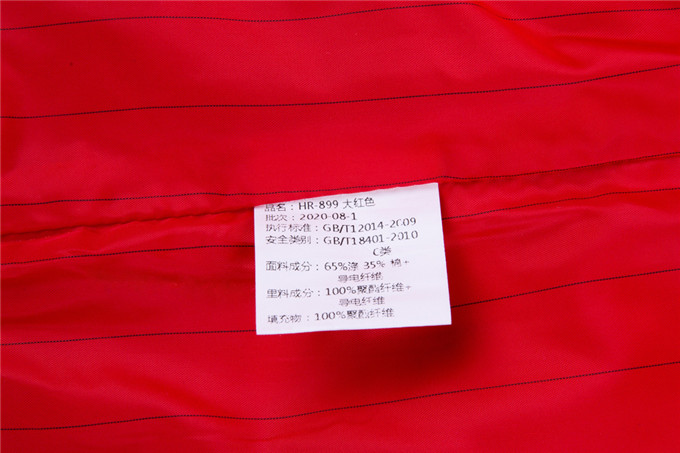 品名：HR-899 大红色
批次：2020-08-1
执行标准：GB/T12014-2009
安全类别：GB/T18401-2010
C类
面料成分：65%涤 35% 棉+
导电纤维
里料成分：100%聚酯纤维+
导电纤维
填充物：100%聚酯纤维